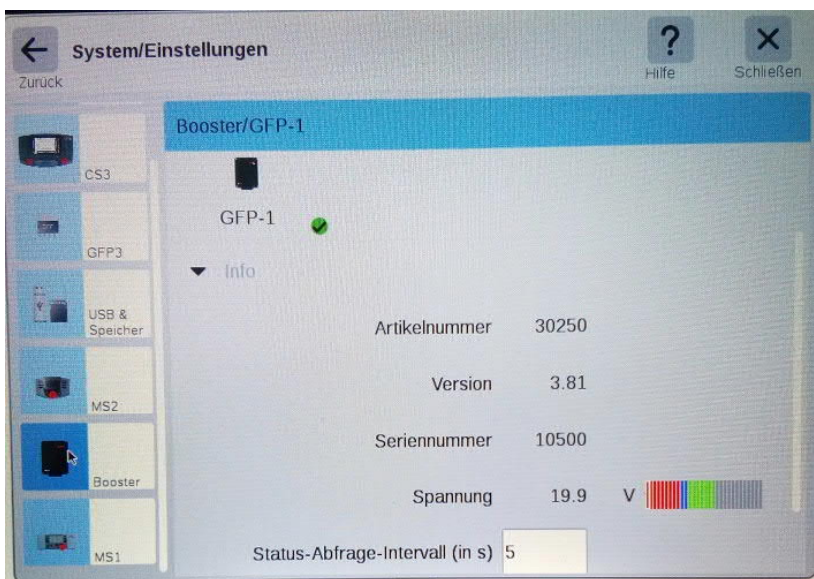 System/Einstellungen
Zurück
?
Hilfe
Schließen
CS3
GFP3
USB &
Speicher
MS2
Booster
MS1
Booster/GFP-1
GFP-1
Info
Artikelnummer 30250
Version 3.81
Seriennummer 10500
Spannung 19.9 V
Status-Abfrage-Intervall (in s) 5